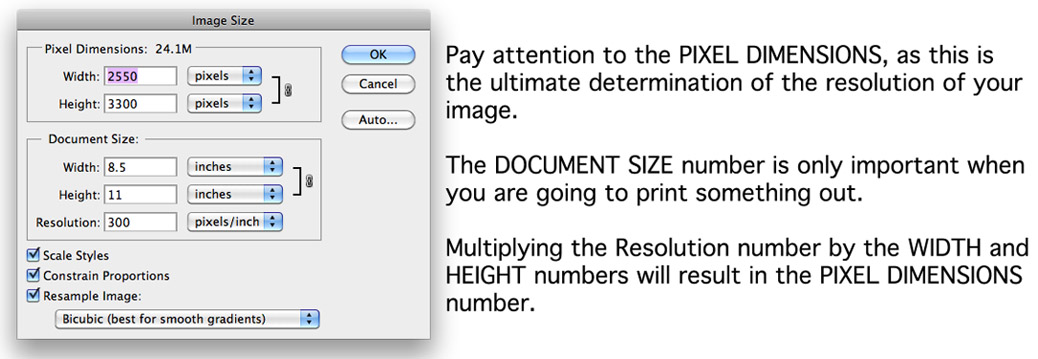 Image Size
Pixel Dimensions: 24.1M
Width: 2550 pixels
Height: 3300 pixels
OK
Cancel
Auto...
Document Size:
Width: 8.5 inches
Height: 11 inches
Resolution: 300 pixels/inch
Scale Styles
Constrain Proportions
Resample Image:
Bicubic (best for smooth gradients)
Pay attention to the PIXEL DIMENSIONS, as this is
the ultimate determination of the resolution of your
image.
The DOCUMENT SIZE number is only important when
you are going to print something out.
Multiplying the Resolution number by the WIDTH and
HEIGHT numbers will result in the PIXEL DIMENSIONS
number.